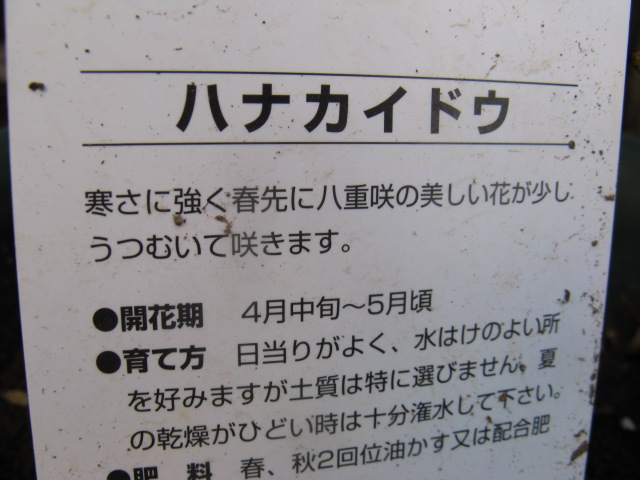 ハナカイドウ
寒さに強く春先に八重咲の美しい花が少し
うつむいて咲きます。
●開花期 4月中旬～5月頃
●育て方 日当りがよく、水はけのよい所
を好みますが土質は特に選びません。夏
の乾燥がひどい時は十分潅水して下さい。
●肥 料 春、秋2回位油かす又は配合肥